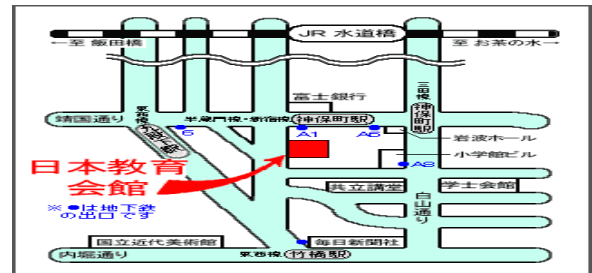 JR 水道橋
←至 飯田橋
至 お茶の水→
富士銀行
三田線
神保町駅
靖国通り
半蔵門線・新宿線
神保町駅
東西線
6
A1
A6
岩波ホール
小学館ビル
A8
日本教育
会館
共立講堂
学士会館
白山通り
※ ●は地下鉄
の出口です
国立近代美術館
毎日新聞社
内堀通り
東西線
竹橋駅